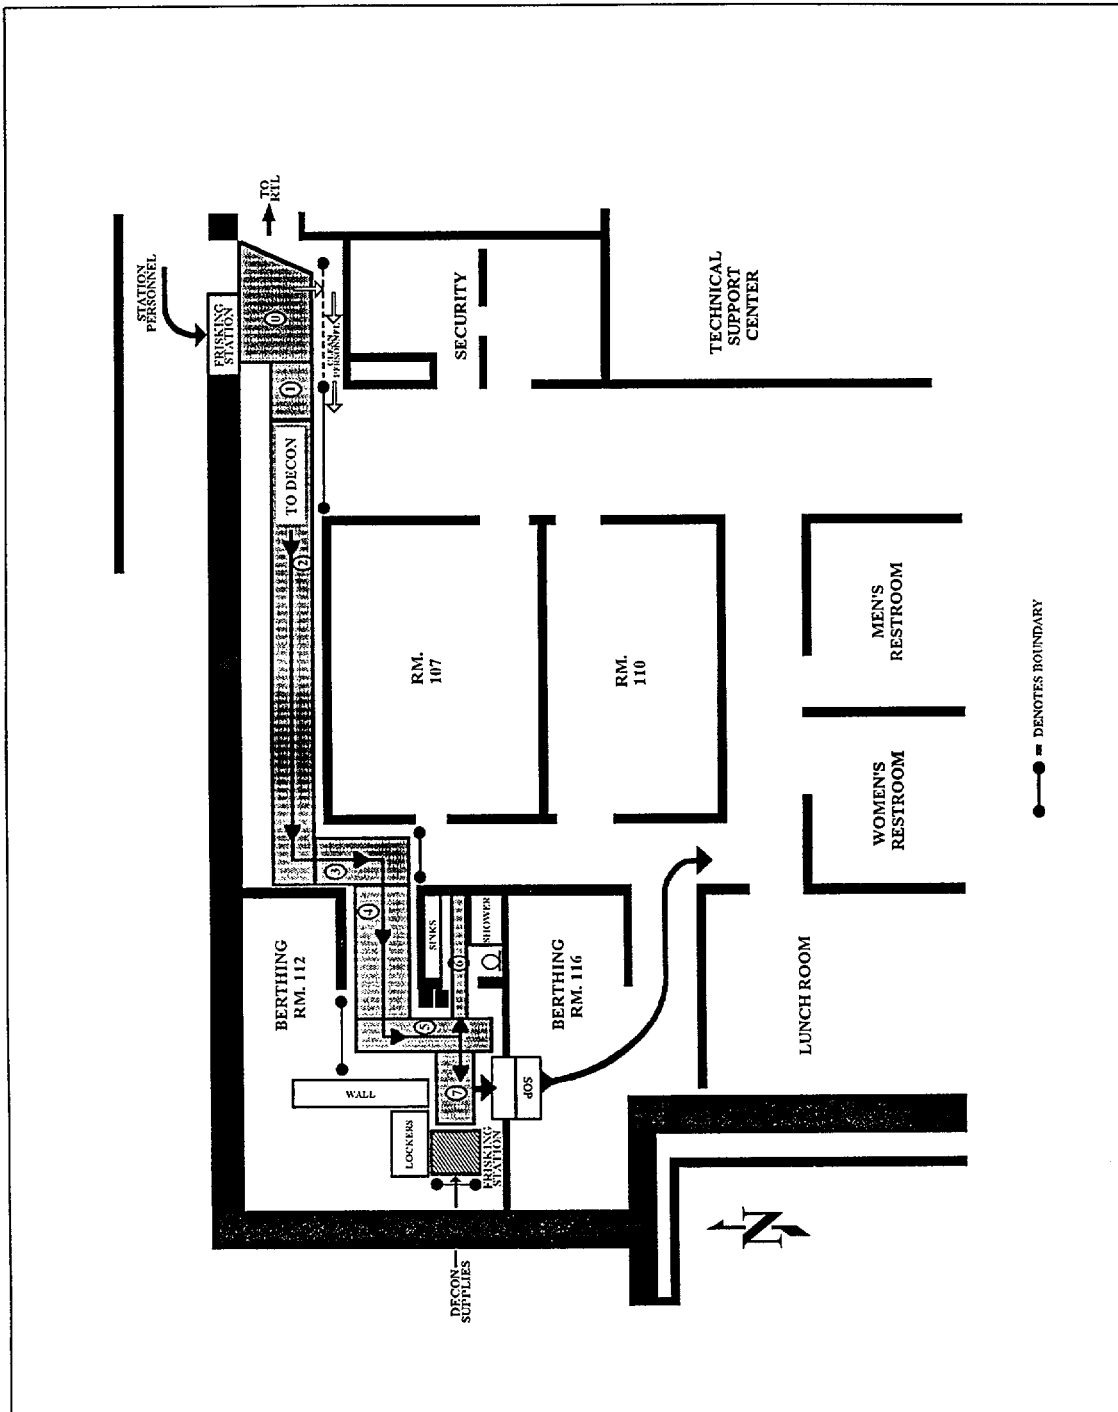 STATION
PERSONNEL
FRISKING
STATION
TO
RTL
0
CLEAN
PERSONNEL
SECURITY
TECHNICAL
SUPPORT
CENTER
1
TO DECON
2
RM.
107
RM.
110
MEN'S
RESTROOM
WOMEN'S
RESTROOM
3
4
SINKS
6
SHOWER
BERTHING
RM. 112
BERTHING
RM. 116
LUNCH ROOM
5
7
SOP
WALL
LOCKERS
FRISKING
STATION
DECON
SUPPLIES
N
= DENOTES BOUNDARY